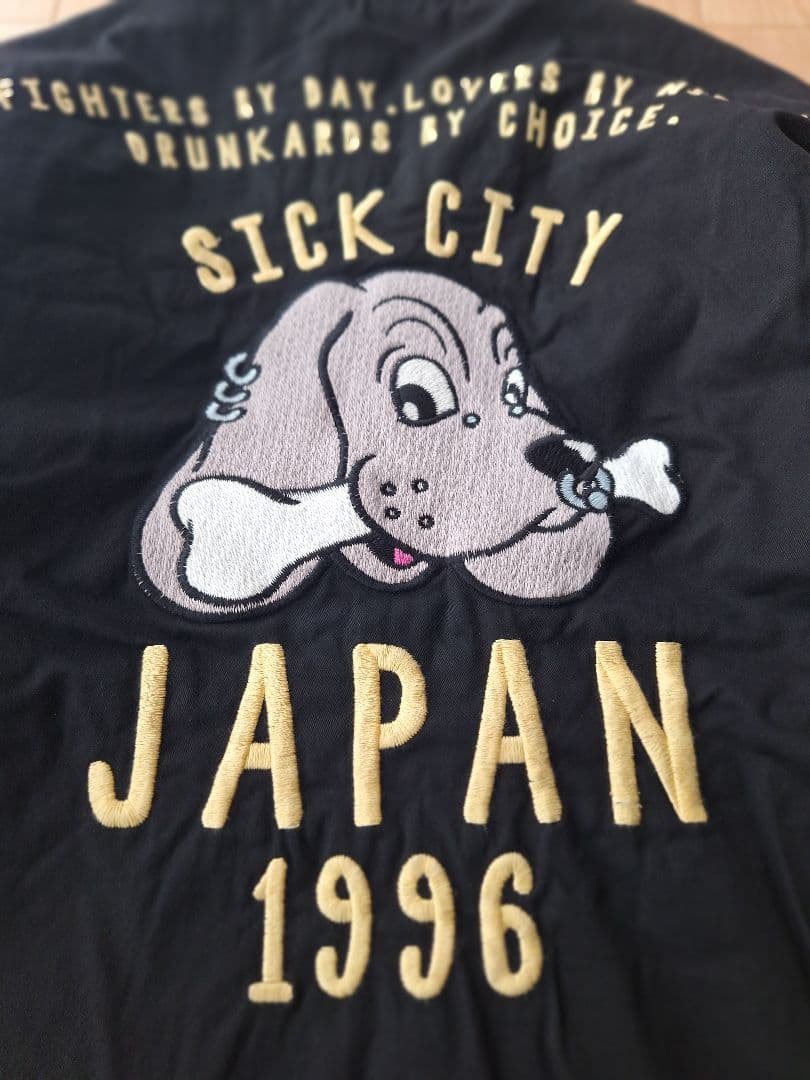 FIGHTERS BY DAY.LOVERS BY
DRUNKARDS BY CHOICE.
SICK CITY
JAPAN
1996